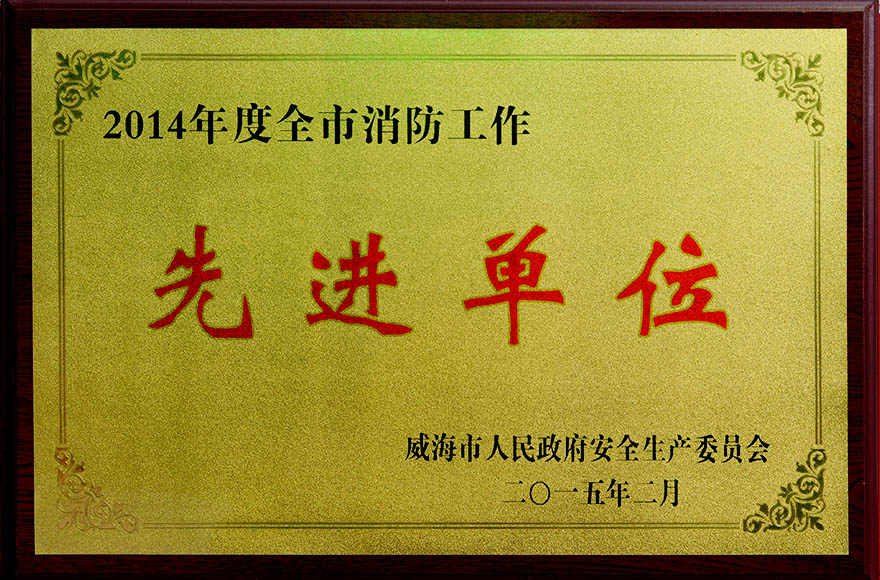 2014年度全市消防工作
先进单位
威海市人民政府安全生产委员会
二〇一五年二月